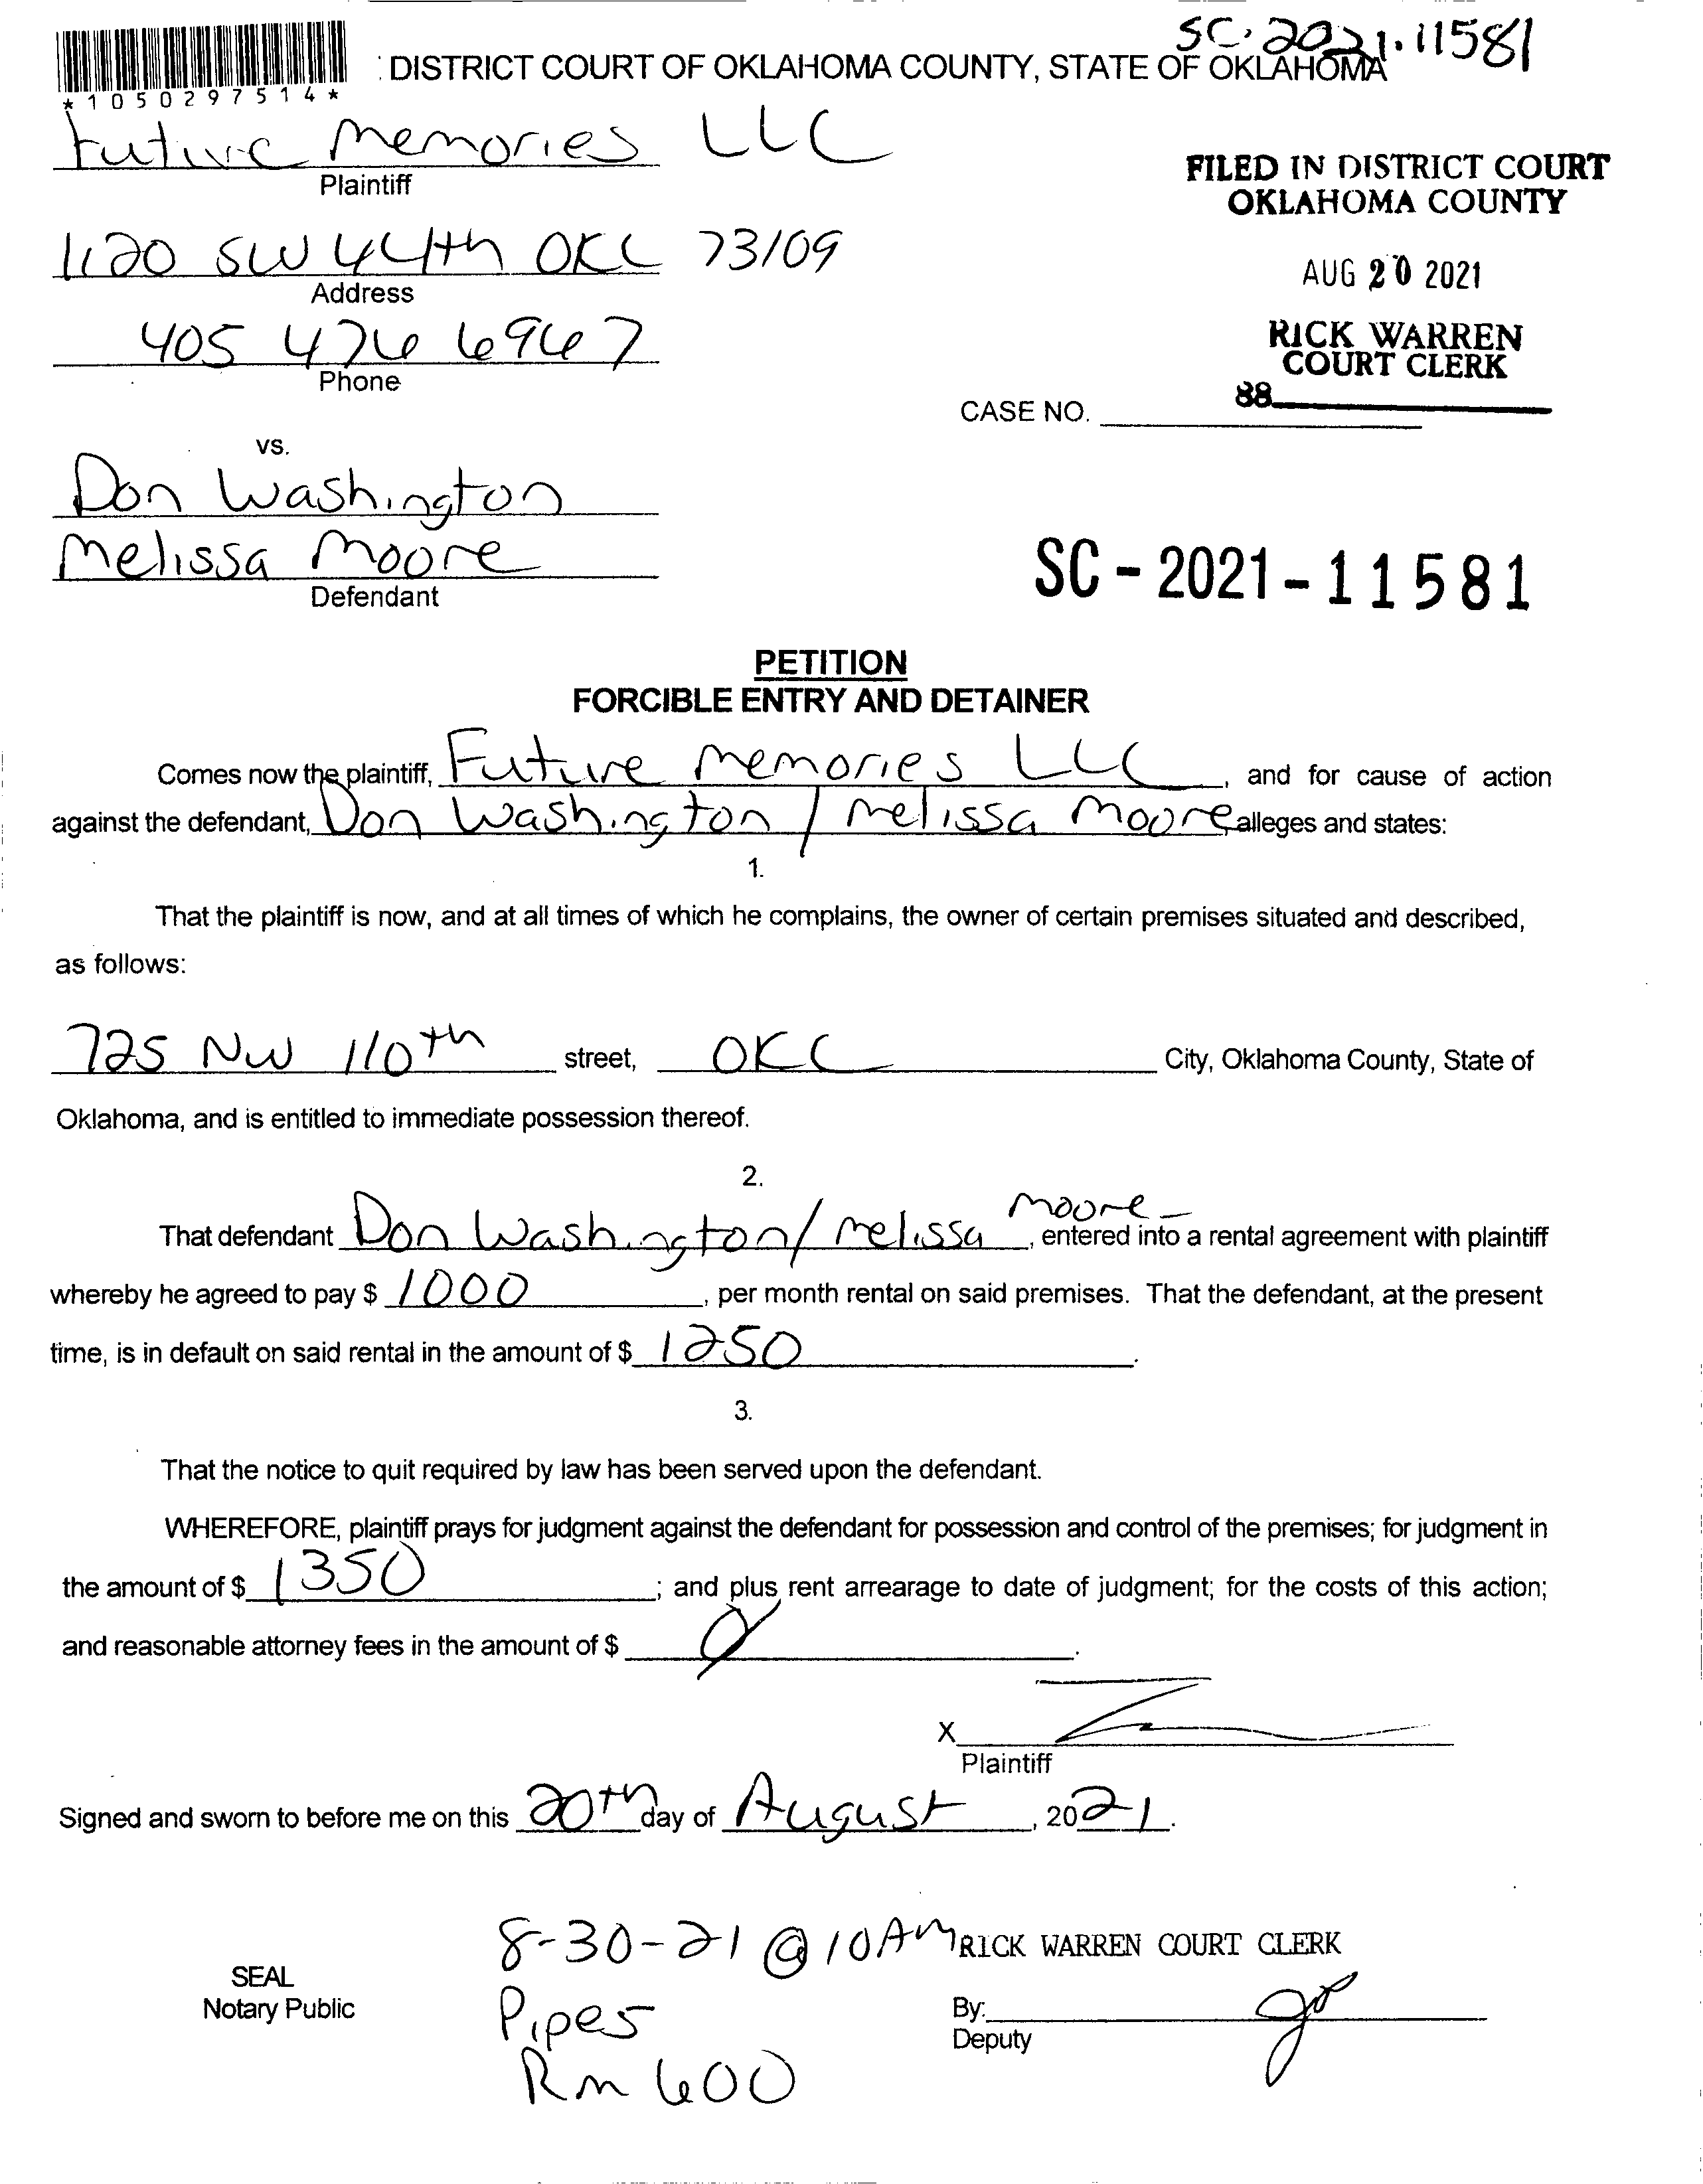 SC-2021-11581
: DISTRICT COURT OF OKLAHOMA COUNTY, STATE OF OKLAHOMA
*1050297514*
Future Memories LLC
Plaintiff
FILED IN DISTRICT COURT
OKLAHOMA COUNTY
1120 SW 44th OKC 73109
Address
AUG 20 2021
405 476 6967
Phone
RICK WARREN
COURT CLERK
88
CASE NO.
vs.
Don Washington
Melissa Moore
Defendant
SC-2021-11581
PETITION
FORCIBLE ENTRY AND DETAINER
Comes now the plaintiff, Future Memories LLC, and for cause of action
against the defendant, Don Washington / Melissa Moore alleges and states:
1.
That the plaintiff is now, and at all times of which he complains, the owner of certain premises situated and described,
as follows:
725 NW 110th street, OKC City, Oklahoma County, State of
Oklahoma, and is entitled to immediate possession thereof.
2.
That defendant Don Washington/ Melissa Moore, entered into a rental agreement with plaintiff
whereby he agreed to pay $ 1000, per month rental on said premises. That the defendant, at the present
time, is in default on said rental in the amount of $ 1250.
3.
That the notice to quit required by law has been served upon the defendant.
WHEREFORE, plaintiff prays for judgment against the defendant for possession and control of the premises; for judgment in
the amount of $ 1350; and plus rent arrearage to date of judgment; for the costs of this action;
and reasonable attorney fees in the amount of $ 0.
X
Plaintiff
Signed and sworn to before me on this 20th day of August, 2021.
8-30-21 @ 10AM RICK WARREN COURT CLERK
SEAL
Notary Public
Pipes
By:
Deputy
Rm 600